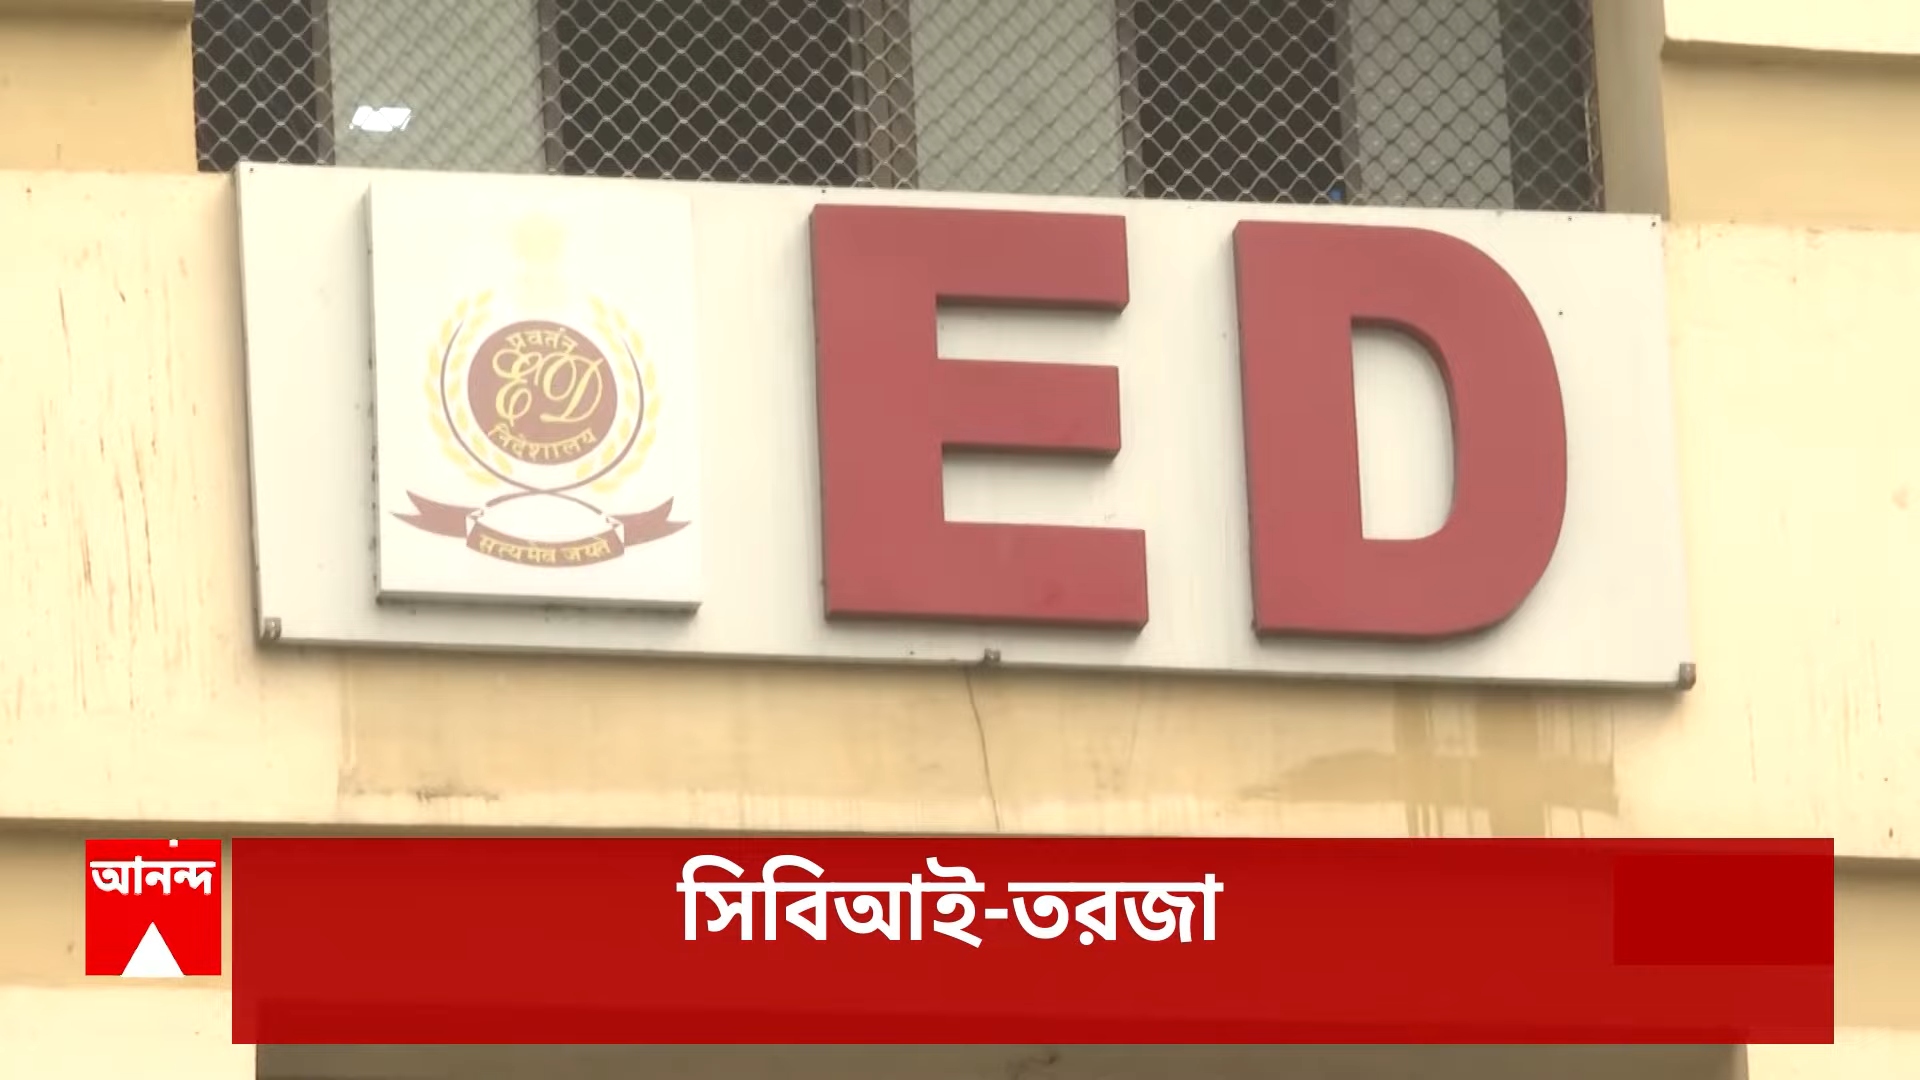 प्रवर्तन
ED
निदेशालय
सत्यमेव जयते
ED
আনন্দ
সিবিআই-তরজা